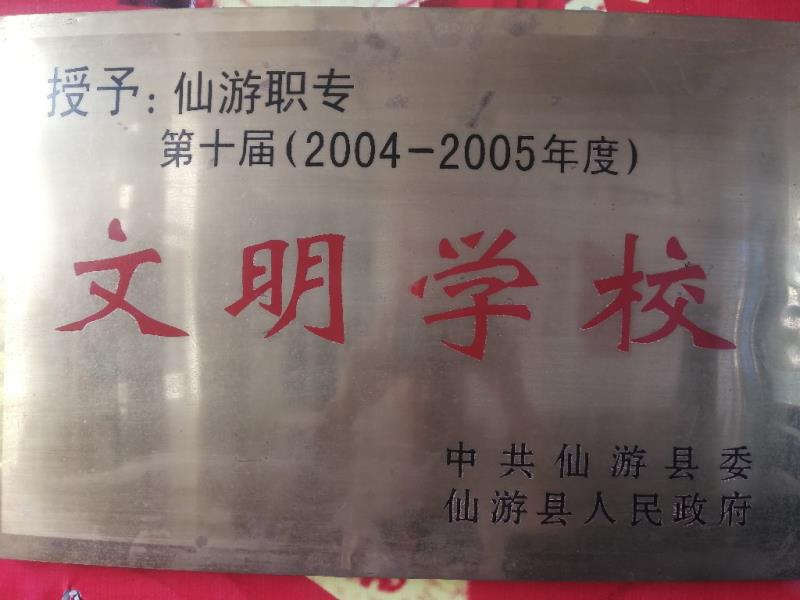 授予:仙游职专
第十届(2004-2005年度)
文明学校
中共仙游县委
仙游县人民政府